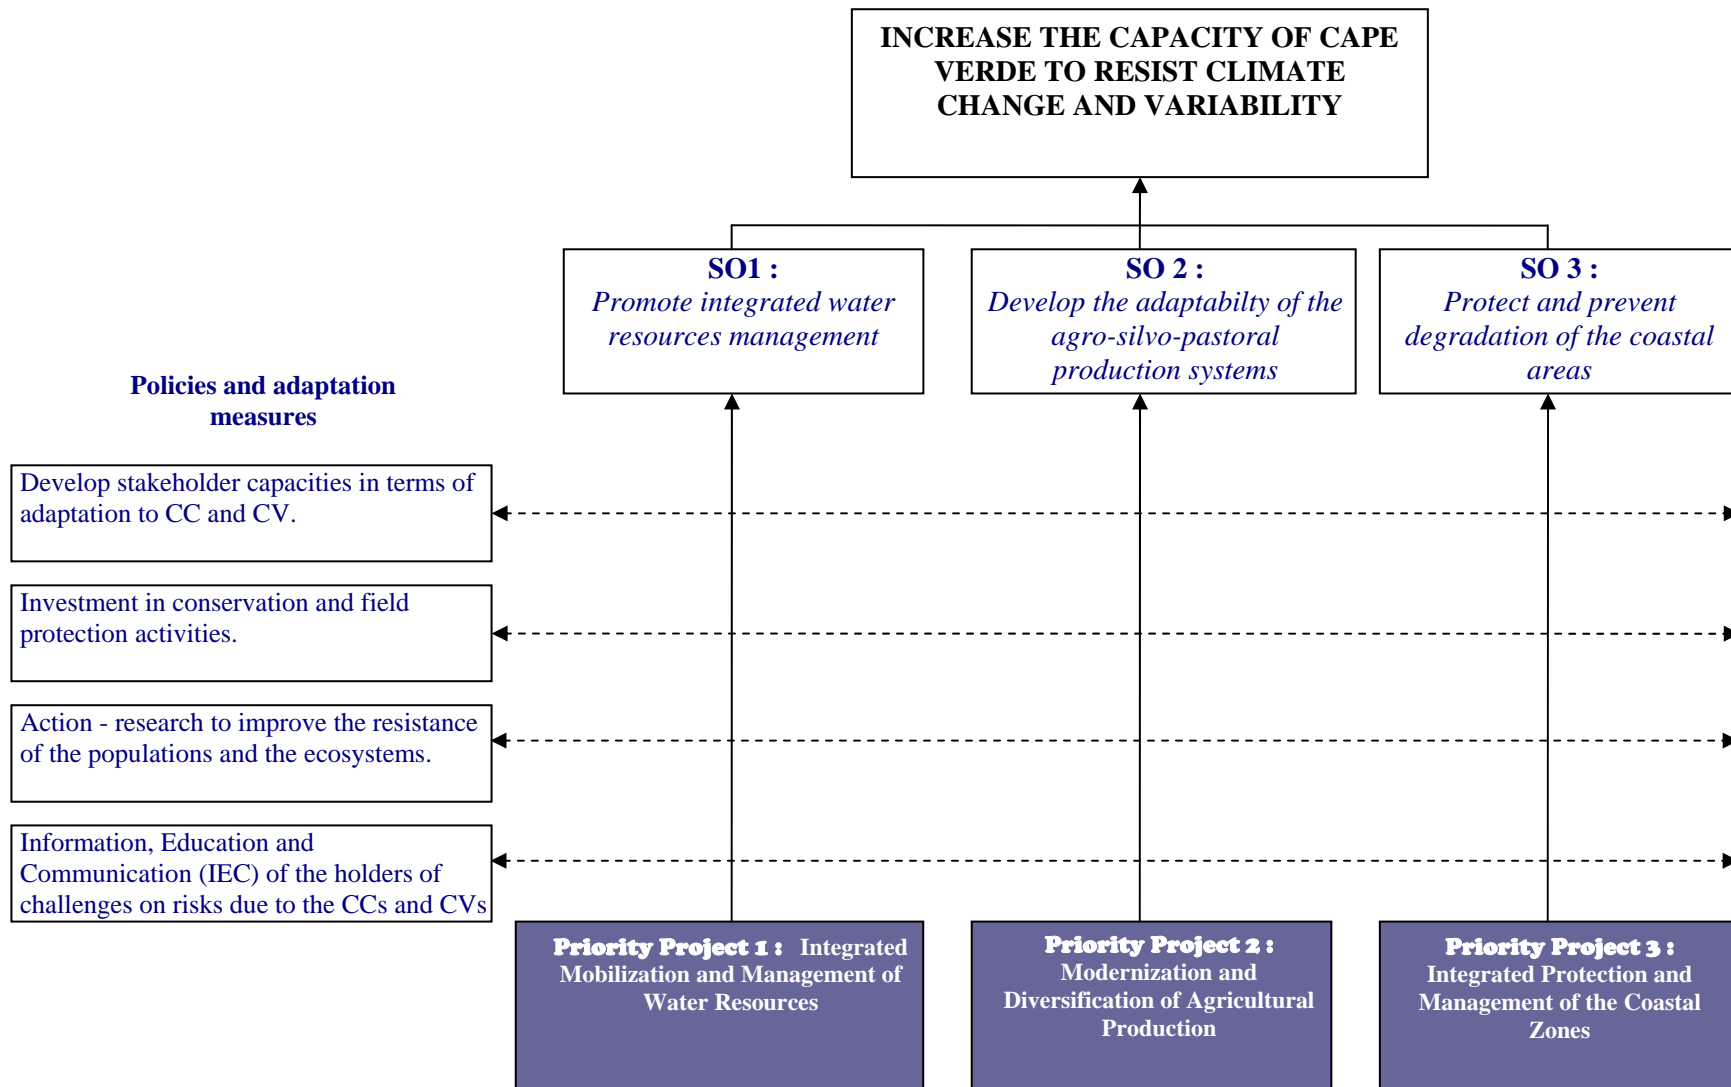 INCREASE THE CAPACITY OF CAPE
VERDE TO RESIST CLIMATE
CHANGE AND VARIABILITY
SO1 :
Promote integrated water
resources management
SO 2 :
Develop the adaptabilty of the
agro-silvo-pastoral
production systems
SO 3 :
Protect and prevent
degradation of the coastal
areas
Policies and adaptation
measures
Develop stakeholder capacities in terms of
adaptation to CC and CV.
Investment in conservation and field
protection activities.
Action - research to improve the resistance
of the populations and the ecosystems.
Information, Education and
Communication (IEC) of the holders of
challenges on risks due to the CCs and CVs
Priority Project 1 : Integrated
Mobilization and Management of
Water Resources
Priority Project 2 :
Modernization and
Diversification of Agricultural
Production
Priority Project 3 :
Integrated Protection and
Management of the Coastal
Zones